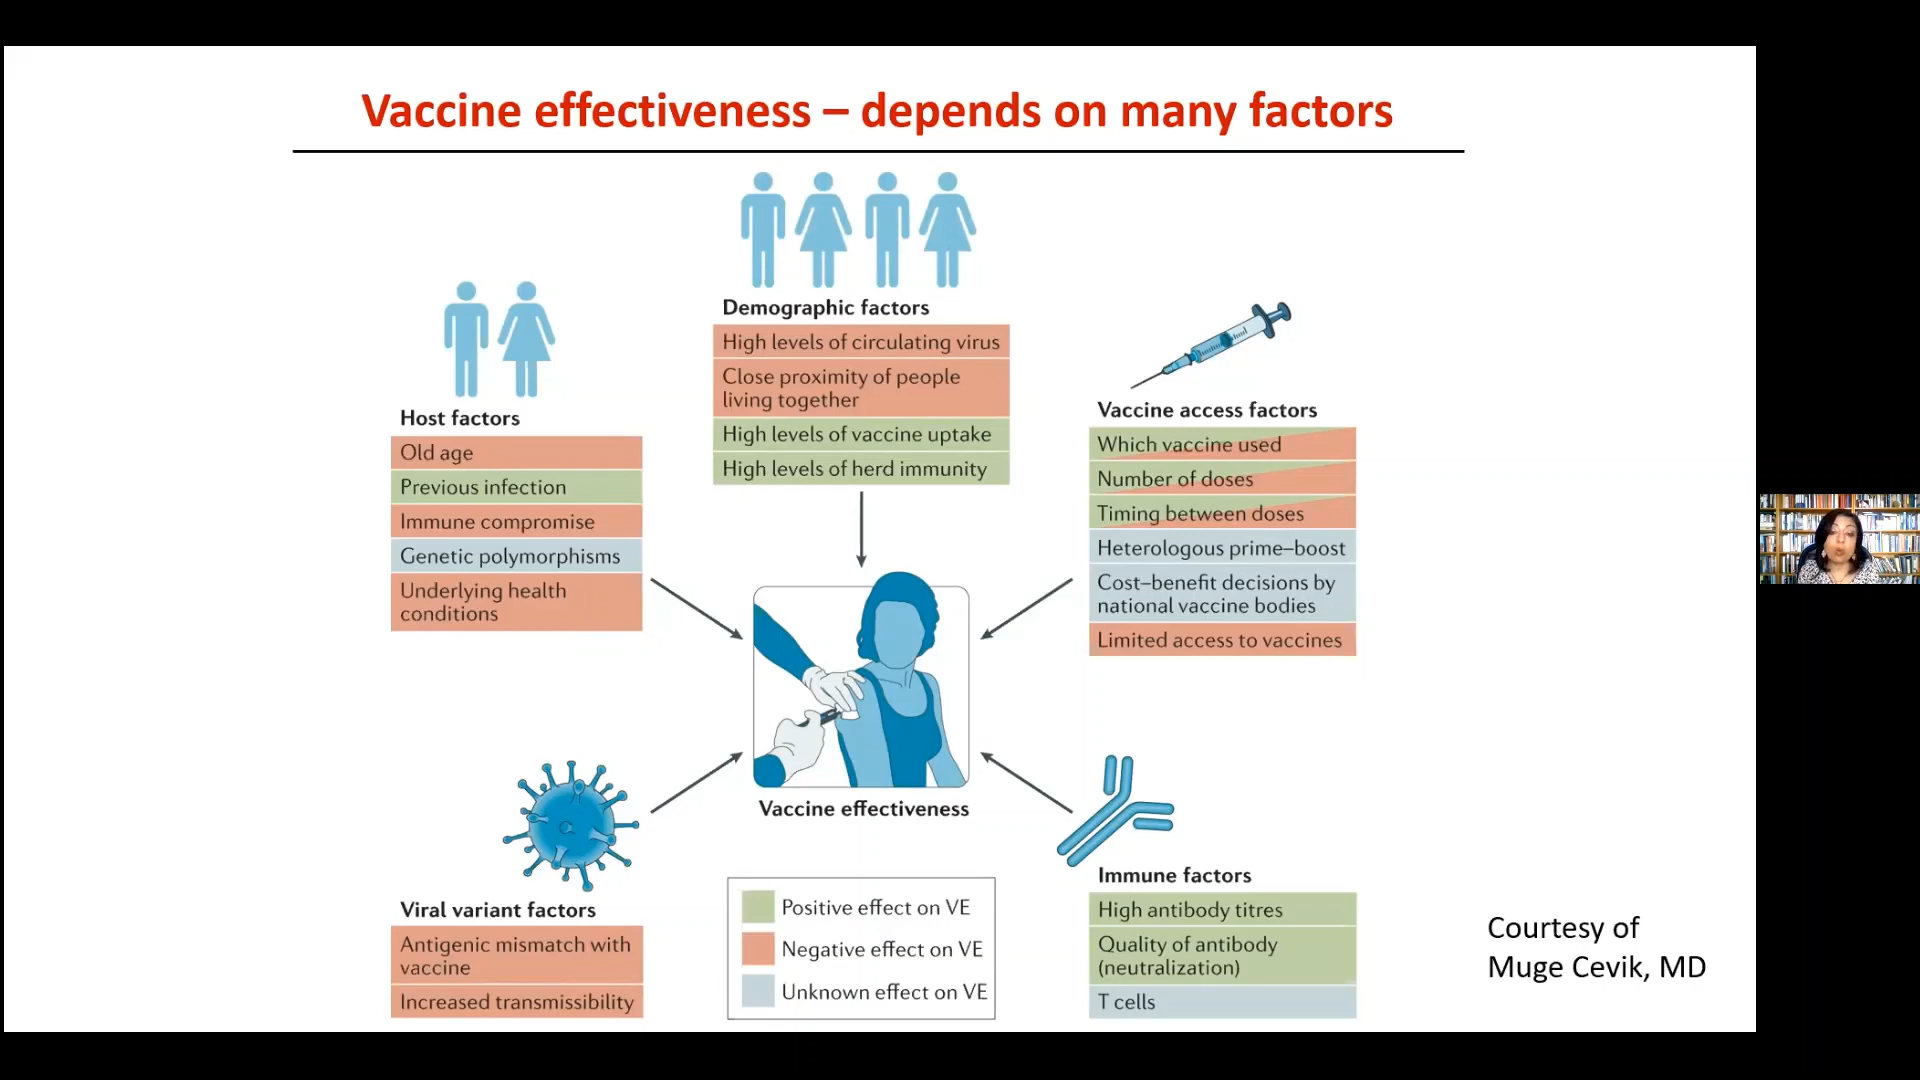 Vaccine effectiveness – depends on many factors
Demographic factors
High levels of circulating virus
Close proximity of people
living together
High levels of vaccine uptake
High levels of herd immunity
Host factors
Old age
Previous infection
Immune compromise
Genetic polymorphisms
Underlying health
conditions
Vaccine access factors
Which vaccine used
Number of doses
Timing between doses
Heterologous prime–boost
Cost–benefit decisions by
national vaccine bodies
Limited access to vaccines
Vaccine effectiveness
Viral variant factors
Antigenic mismatch with
vaccine
Increased transmissibility
Positive effect on VE
Negative effect on VE
Unknown effect on VE
Immune factors
High antibody titres
Quality of antibody
(neutralization)
T cells
Courtesy of
Muge Cevik, MD